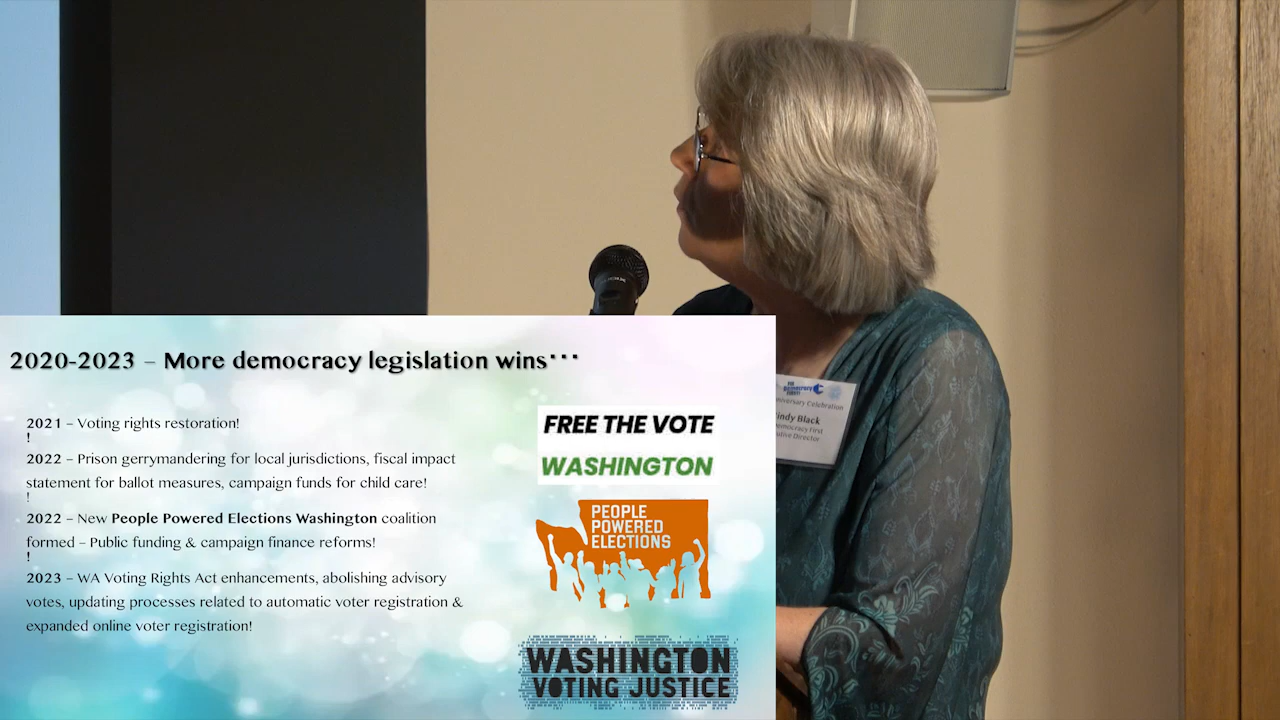 2020-2023 – More democracy legislation wins...
2021 – Voting rights restoration!
!
2022 – Prison gerrymandering for local jurisdictions, fiscal impact
statement for ballot measures, campaign funds for child care!
!
2022 – New People Powered Elections Washington coalition
formed – Public funding & campaign finance reforms!
!
2023 – WA Voting Rights Act enhancements, abolishing advisory
votes, updating processes related to automatic voter registration &
expanded online voter registration!
FREE THE VOTE
WASHINGTON
PEOPLE
POWERED
ELECTIONS
WASHINGTON
VOTING JUSTICE
Celebration
Black
Democracy First
Director